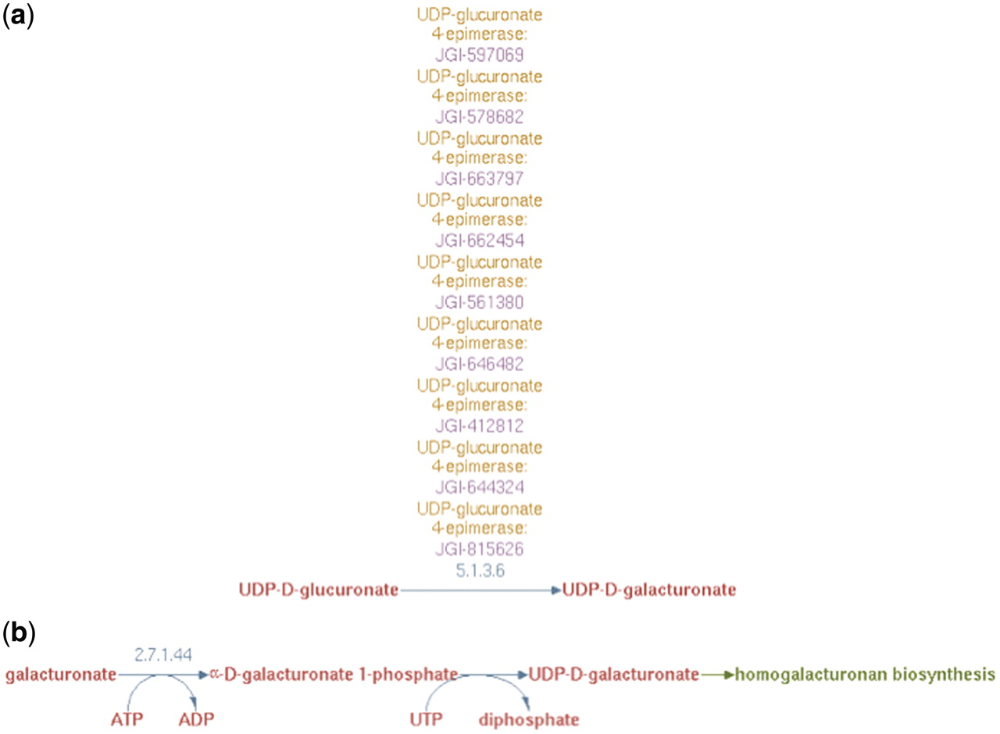 (a)
UDP-glucuronate
4-epimerase:
JGI-597069
UDP-glucuronate
4-epimerase:
JGI-578682
UDP-glucuronate
4-epimerase:
JGI-663797
UDP-glucuronate
4-epimerase:
JGI-662454
UDP-glucuronate
4-epimerase:
JGI-561380
UDP-glucuronate
4-epimerase:
JGI-646482
UDP-glucuronate
4-epimerase:
JGI-412812
UDP-glucuronate
4-epimerase:
JGI-644324
UDP-glucuronate
4-epimerase:
JGI-815626
5.1.3.6
UDP-D-glucuronate UDP-D-galacturonate
(b)
2.7.1.44
galacturonate α-D-galacturonate 1-phosphate UDP-D-galacturonate homogalacturonan biosynthesis
ATP ADP UTP diphosphate